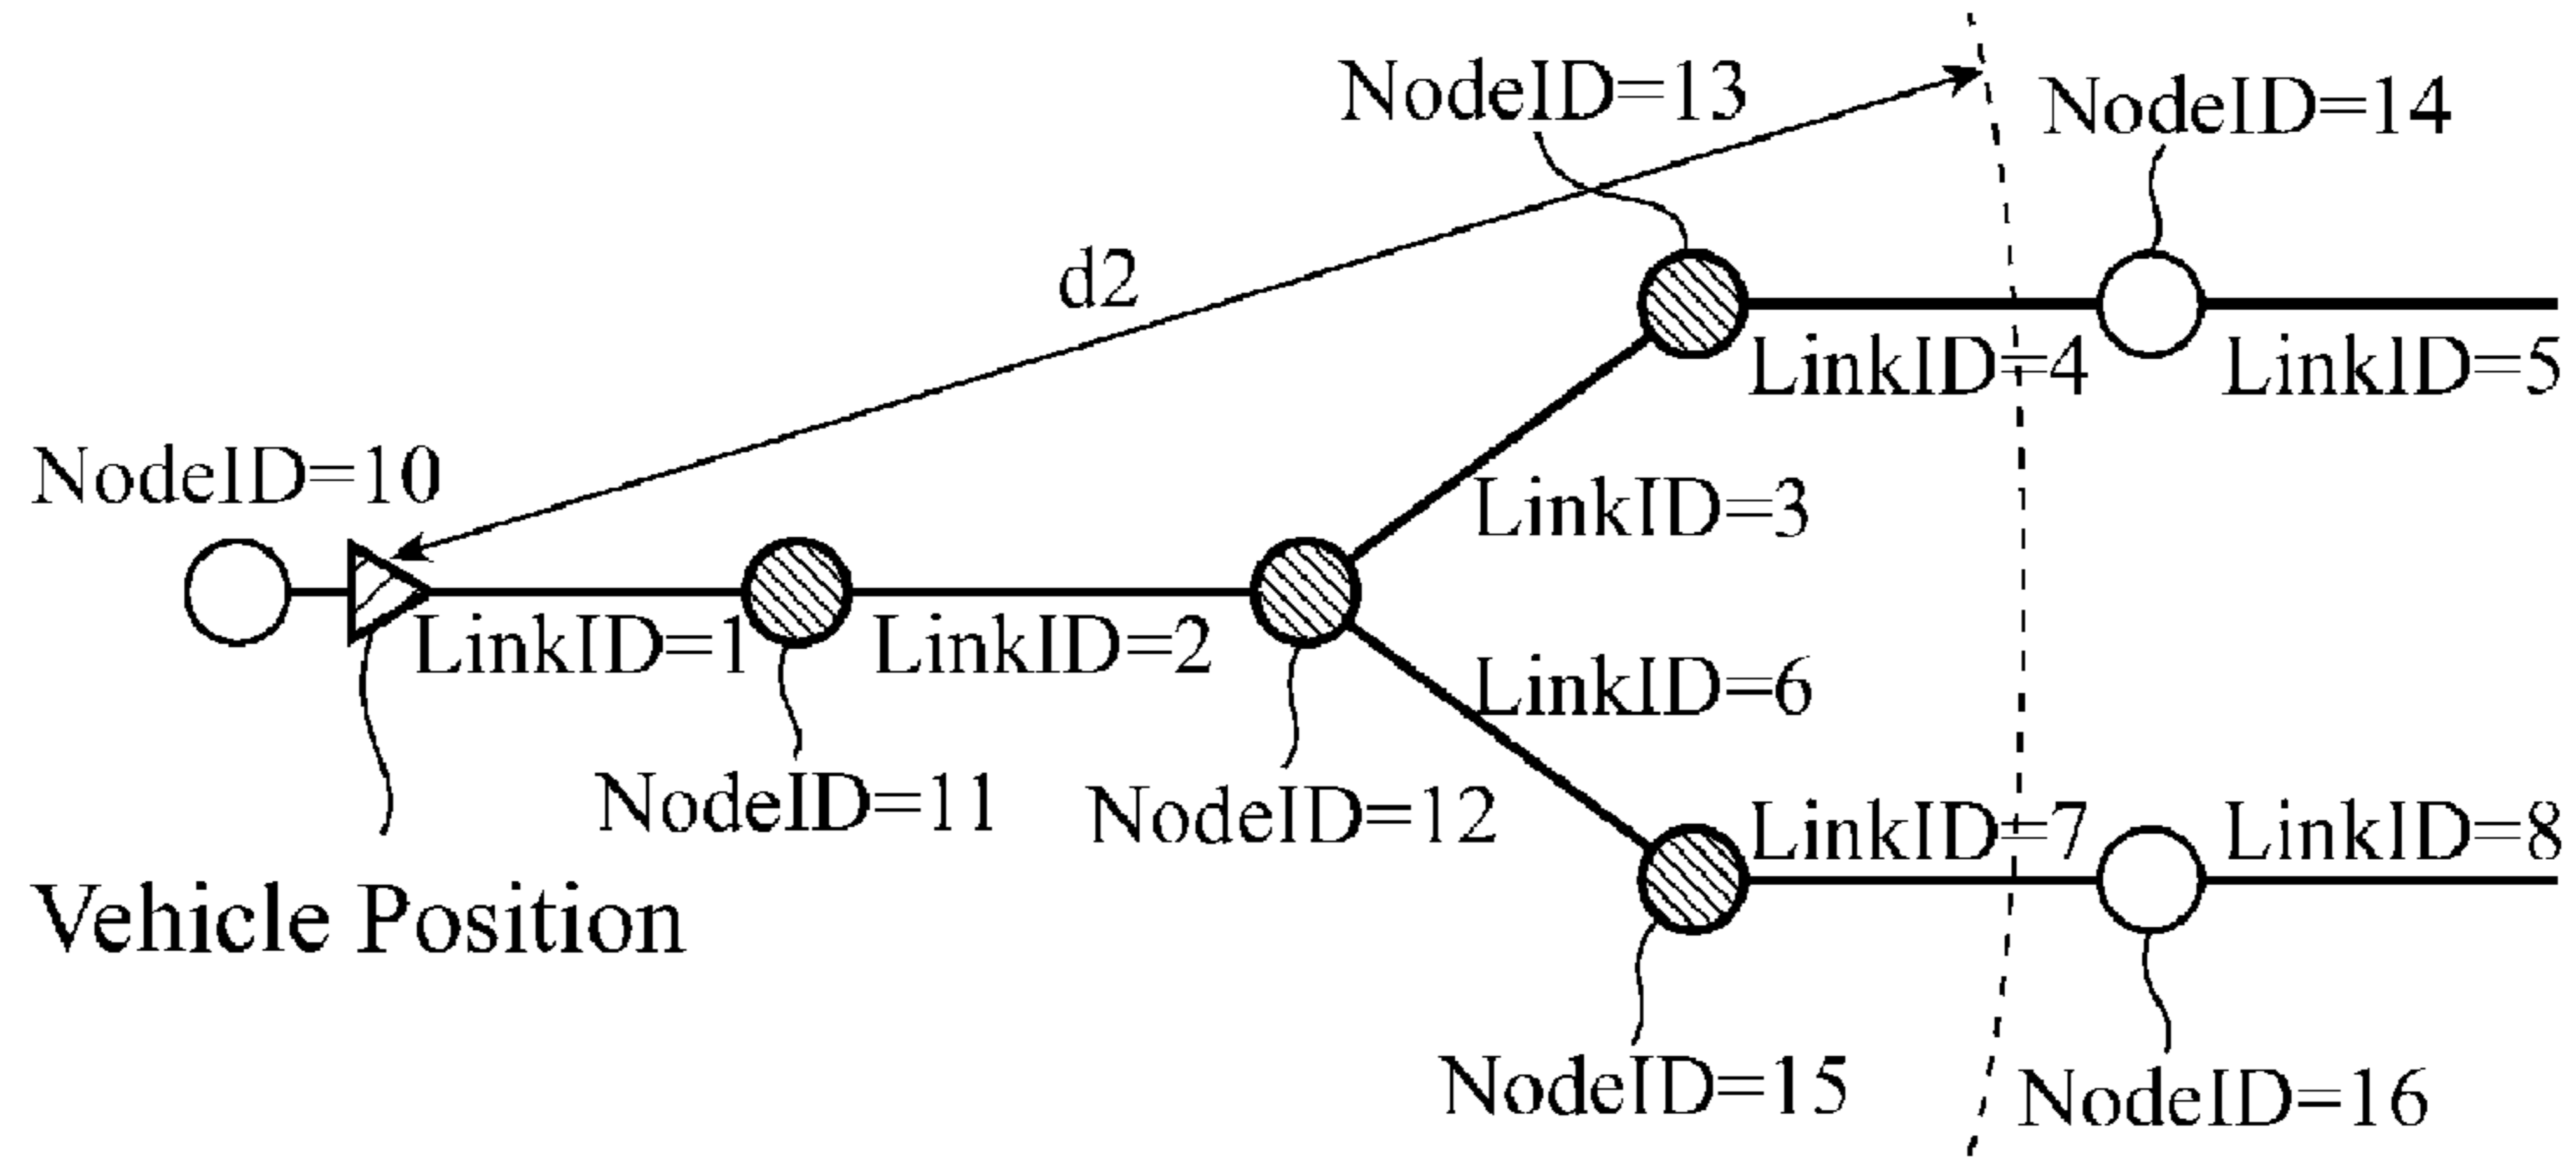 NodeID=13
NodeID=14
d2
LinkID=4
LinkID=5
NodeID=10
LinkID=3
LinkID=1
LinkID=2
LinkID=6
NodeID=11
NodeID=12
LinkID=7
LinkID=8
Vehicle Position
NodeID=15
NodeID=16